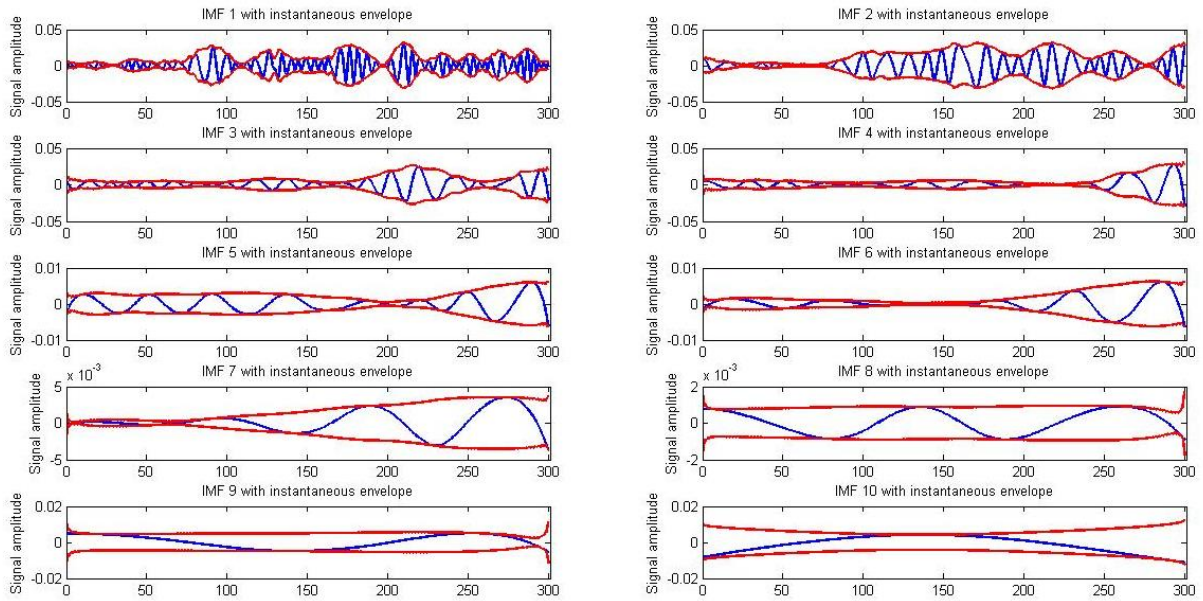 IMF 1 with instantaneous envelope
Signal amplitude
0.05
0
-0.05
0 50 100 150 200 250 300
IMF 2 with instantaneous envelope
Signal amplitude
0.05
0
-0.05
0 50 100 150 200 250 300
IMF 3 with instantaneous envelope
Signal amplitude
0.05
0
-0.05
0 50 100 150 200 250 300
IMF 4 with instantaneous envelope
Signal amplitude
0.05
0
-0.05
0 50 100 150 200 250 300
IMF 5 with instantaneous envelope
Signal amplitude
0.01
0
-0.01
0 50 100 150 200 250 300
IMF 6 with instantaneous envelope
Signal amplitude
0.01
0
-0.01
0 50 100 150 200 250 300
x 10⁻³ IMF 7 with instantaneous envelope
Signal amplitude
5
0
-5
0 50 100 150 200 250 300
x 10⁻³ IMF 8 with instantaneous envelope
Signal amplitude
2
0
-2
0 50 100 150 200 250 300
IMF 9 with instantaneous envelope
Signal amplitude
0.02
0
-0.02
0 50 100 150 200 250 300
IMF 10 with instantaneous envelope
Signal amplitude
0.02
0
-0.02
0 50 100 150 200 250 300